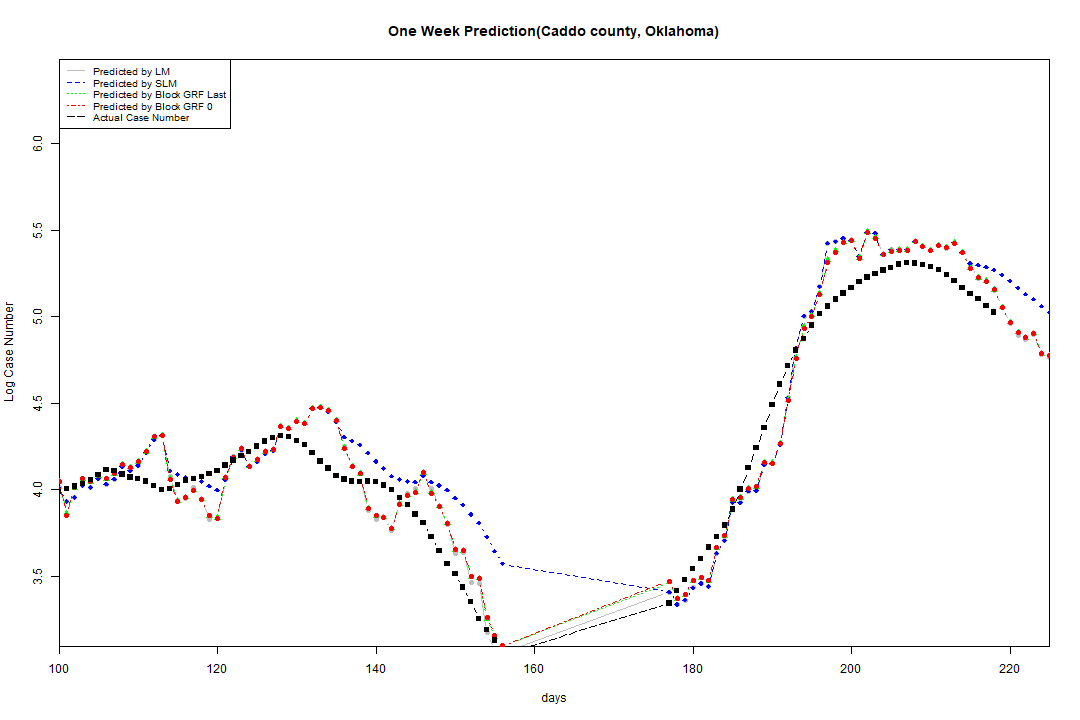 One Week Prediction(Caddo county, Oklahoma)
Predicted by LM
Predicted by SLM
Predicted by Block GRF Last
Predicted by Block GRF 0
Actual Case Number
6.0
5.5
5.0
4.5
4.0
3.5
Log Case Number
100 120 140 160 180 200 220
days